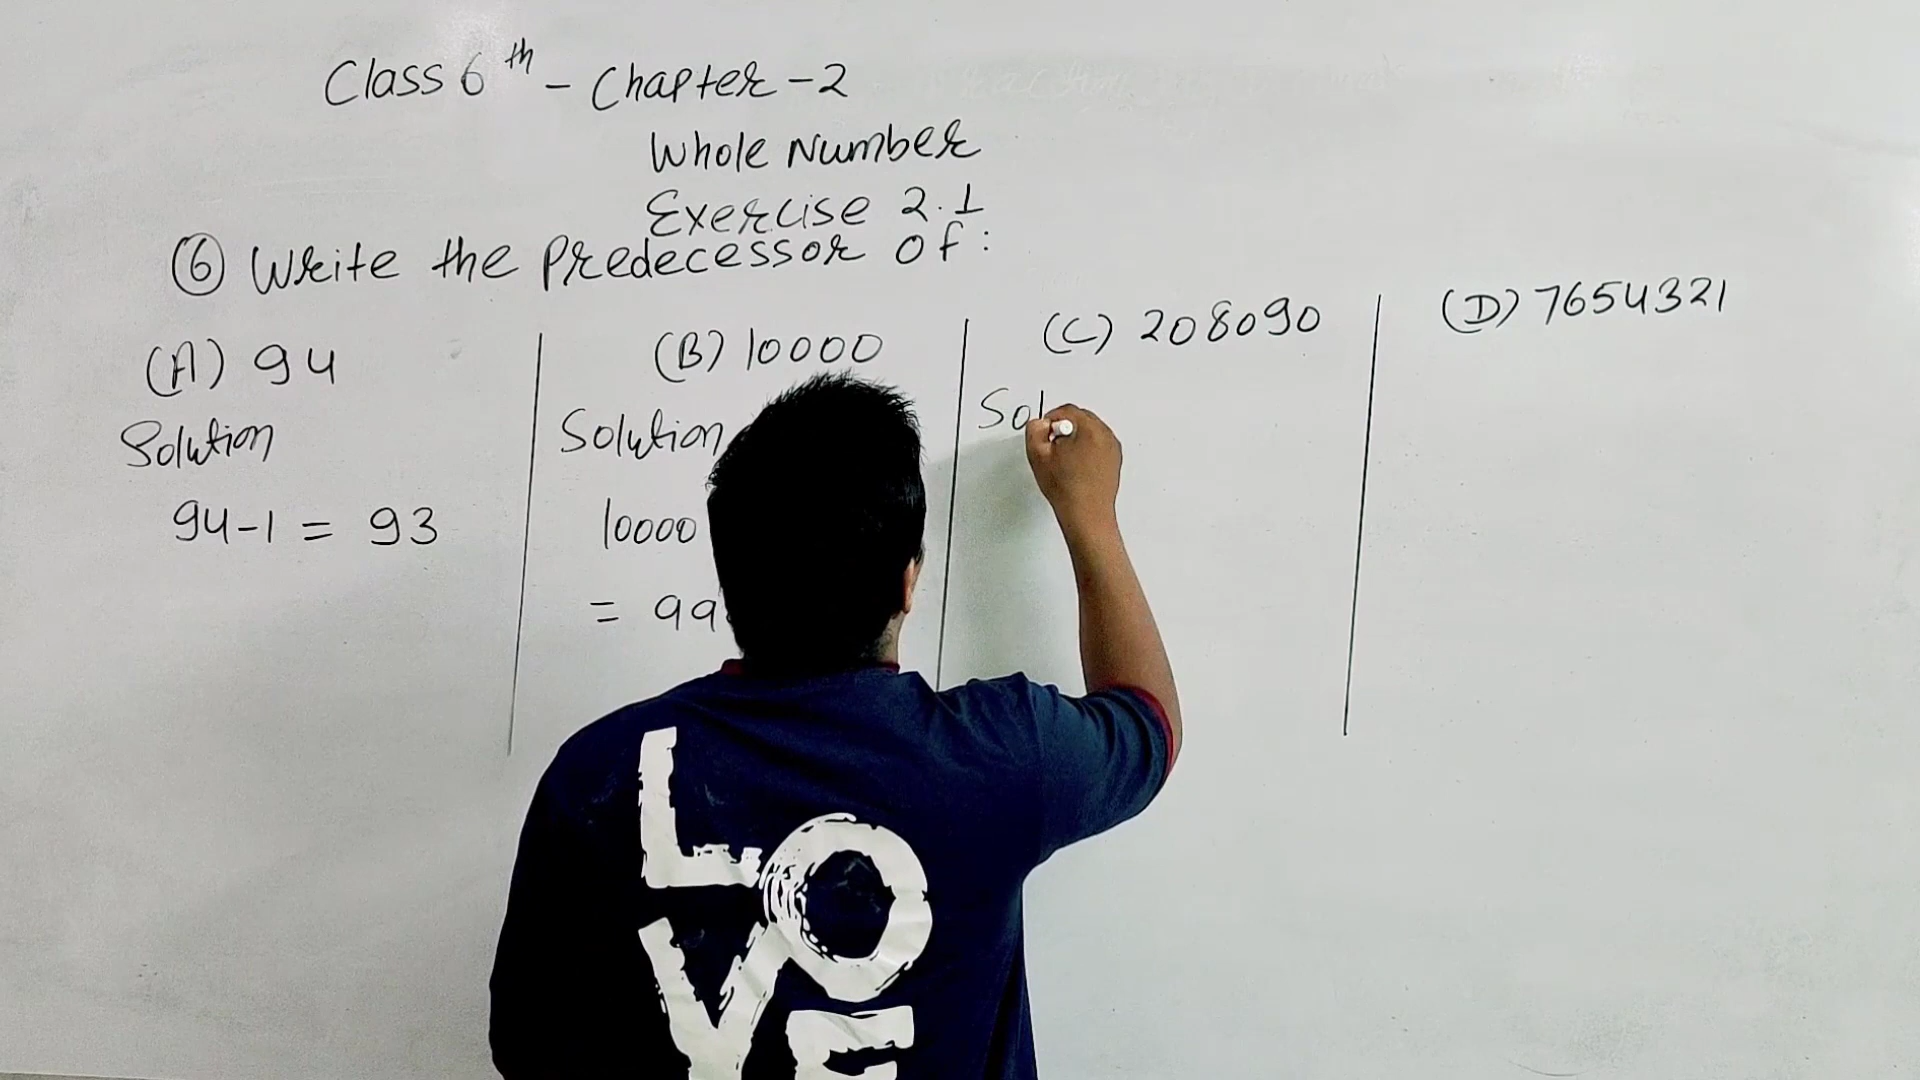 Class 6th - Chapter - 2
Whole Number
Exercise 2.1
⑥ Write the Predecessor of:
(A) 94
(B) 10000
(C) 208090
(D) 7654321
Solution
94-1 = 93
Solution
10000
= 99
Sol
LOVE